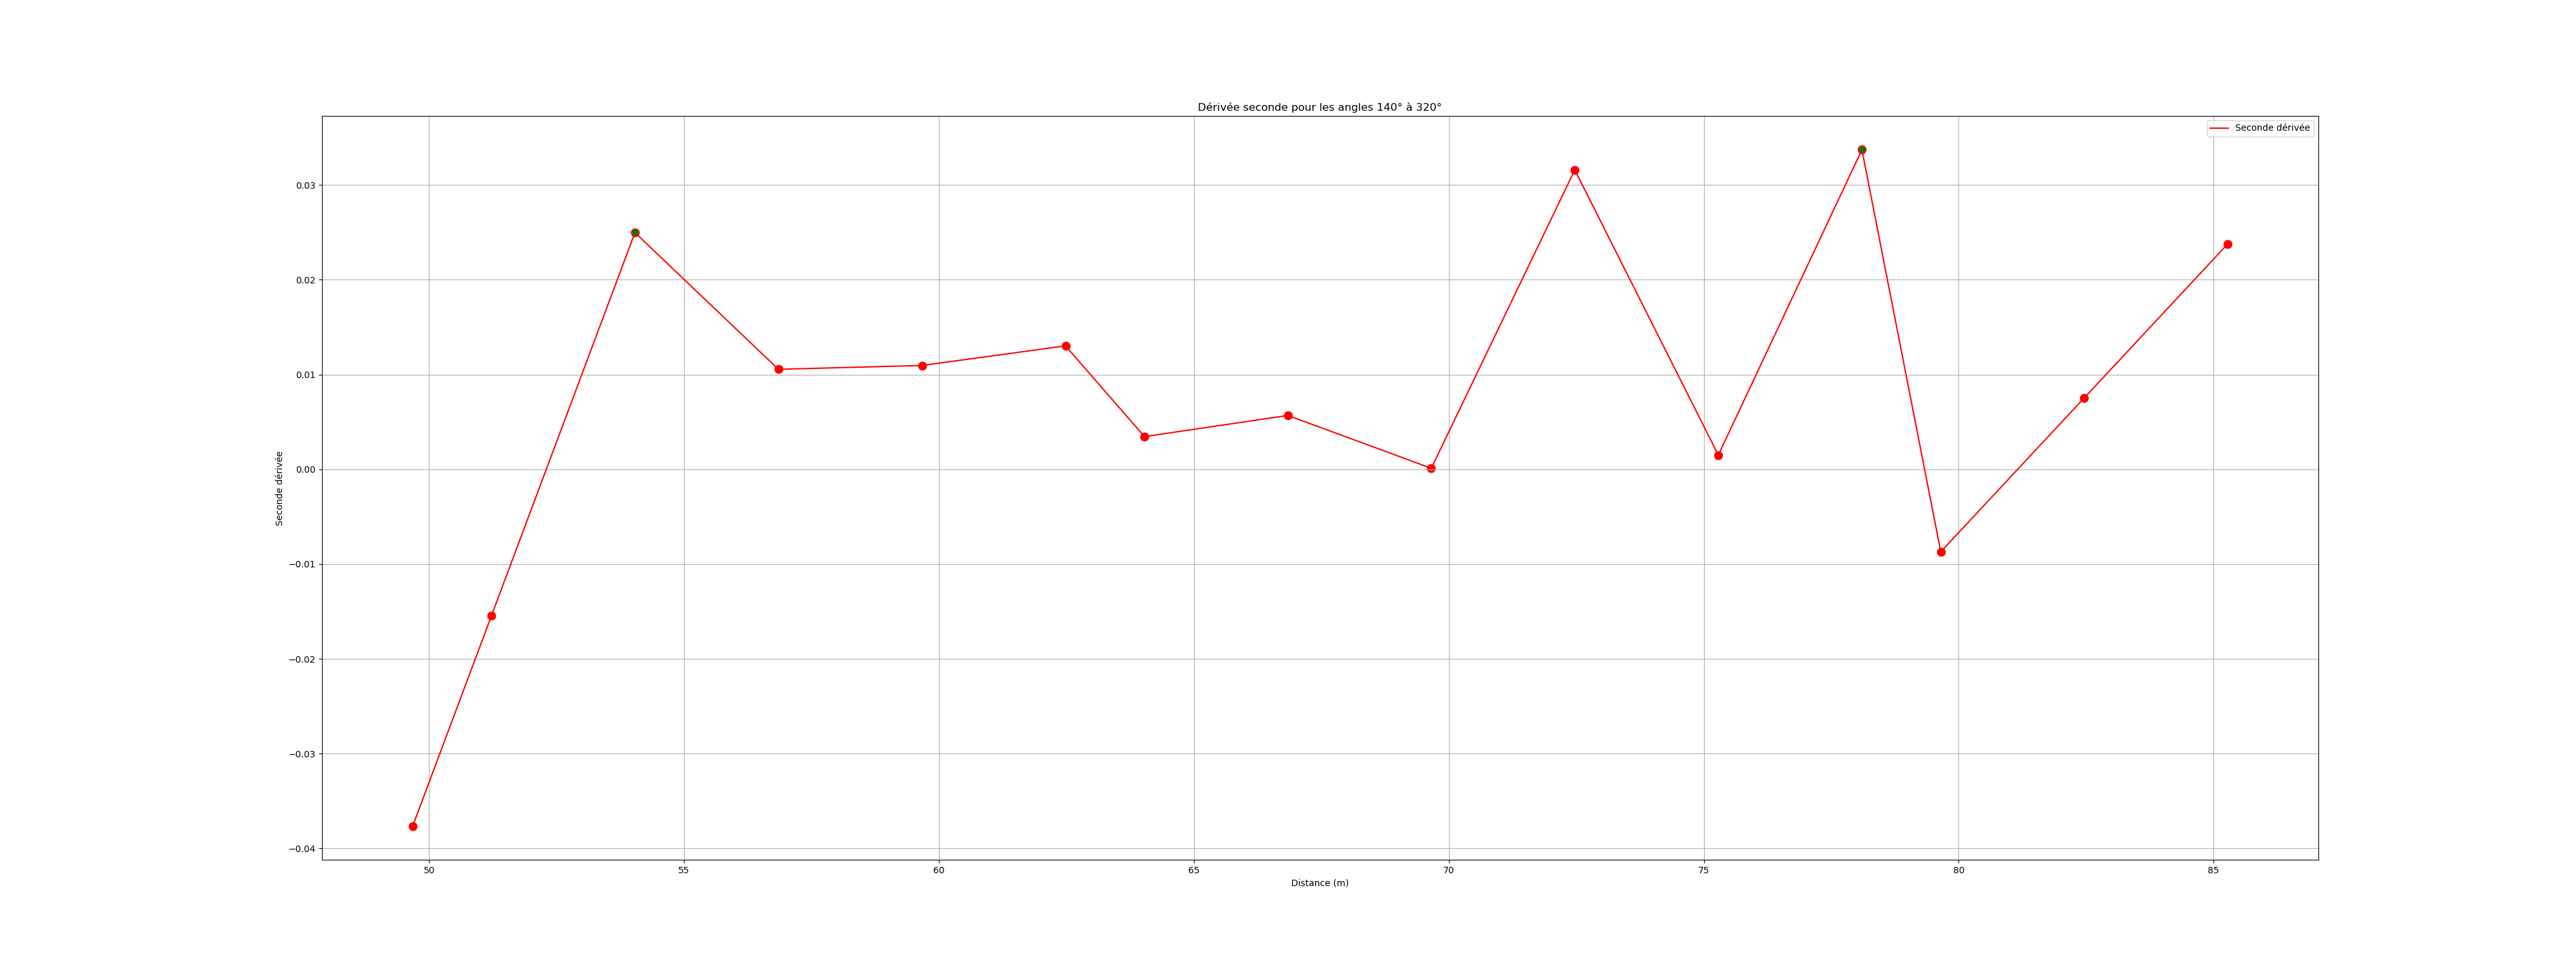 Dérivée seconde pour les angles 140° à 320°
Seconde dérivée
0.03
0.02
0.01
0.00
−0.01
−0.02
−0.03
−0.04
Seconde dérivée
50 55 60 65 70 75 80 85
Distance (m)